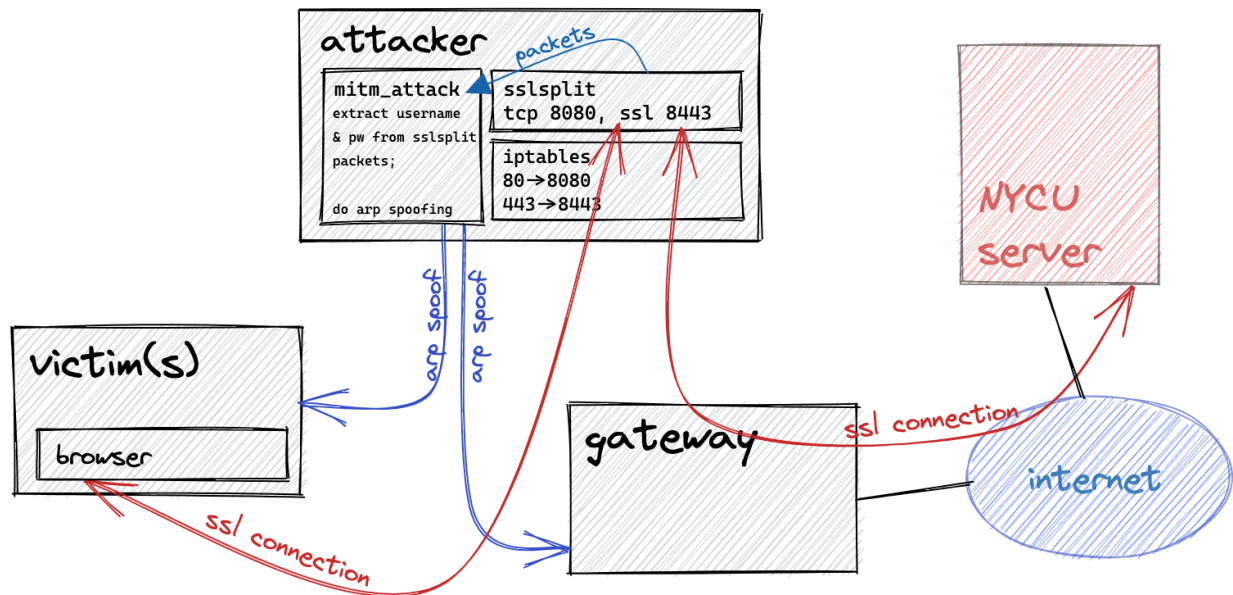 attacker
packets
mitm_attack
extract username
& pw from sslsplit
packets;
do arp spoofing
sslsplit
tcp 8080, ssl 8443
iptables
80→8080
443→8443
NYCU
server
arp spoof
arp spoof
victim(s)
browser
gateway
ssl connection
internet
ssl connection